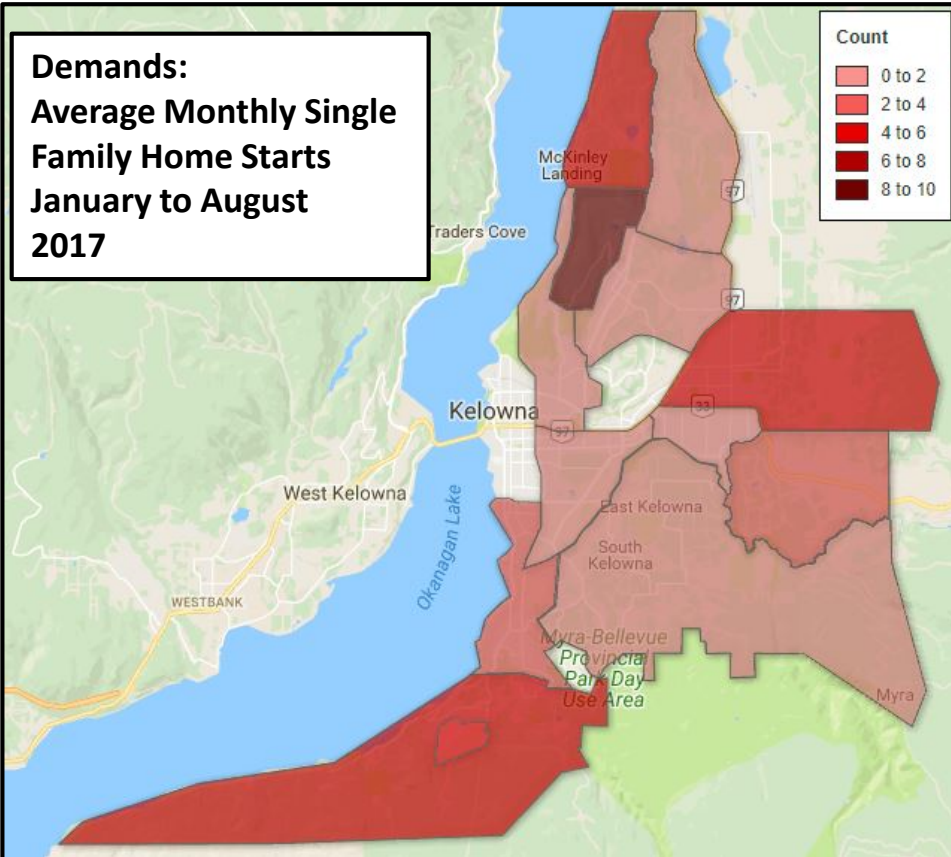 Demands:
Average Monthly Single
Family Home Starts
January to August
2017
Count
0 to 2
2 to 4
4 to 6
6 to 8
8 to 10
McKinley
Landing
97
Traders Cove
97
Kelowna
33
97
West Kelowna
East Kelowna
Okanagan Lake
South
Kelowna
WESTBANK
Myra-Bellevue
Provincial
Park Day
Use Area
Myra